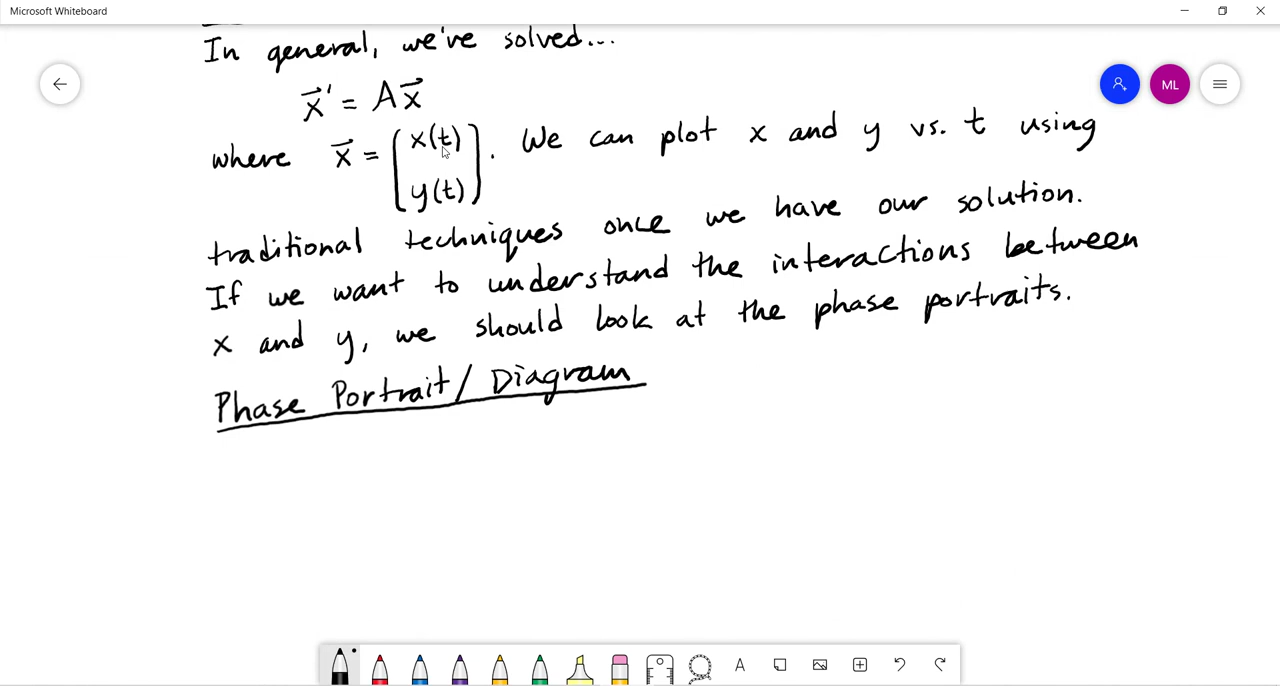 Microsoft Whiteboard
In general, we've solved...
x⃗' = Ax⃗
where x⃗ = [x(t) y(t)]. We can plot x and y vs. t using
traditional techniques once we have our solution.
If we want to understand the interactions between
x and y, we should look at the phase portraits.
Phase Portrait/ Diagram
ML
A